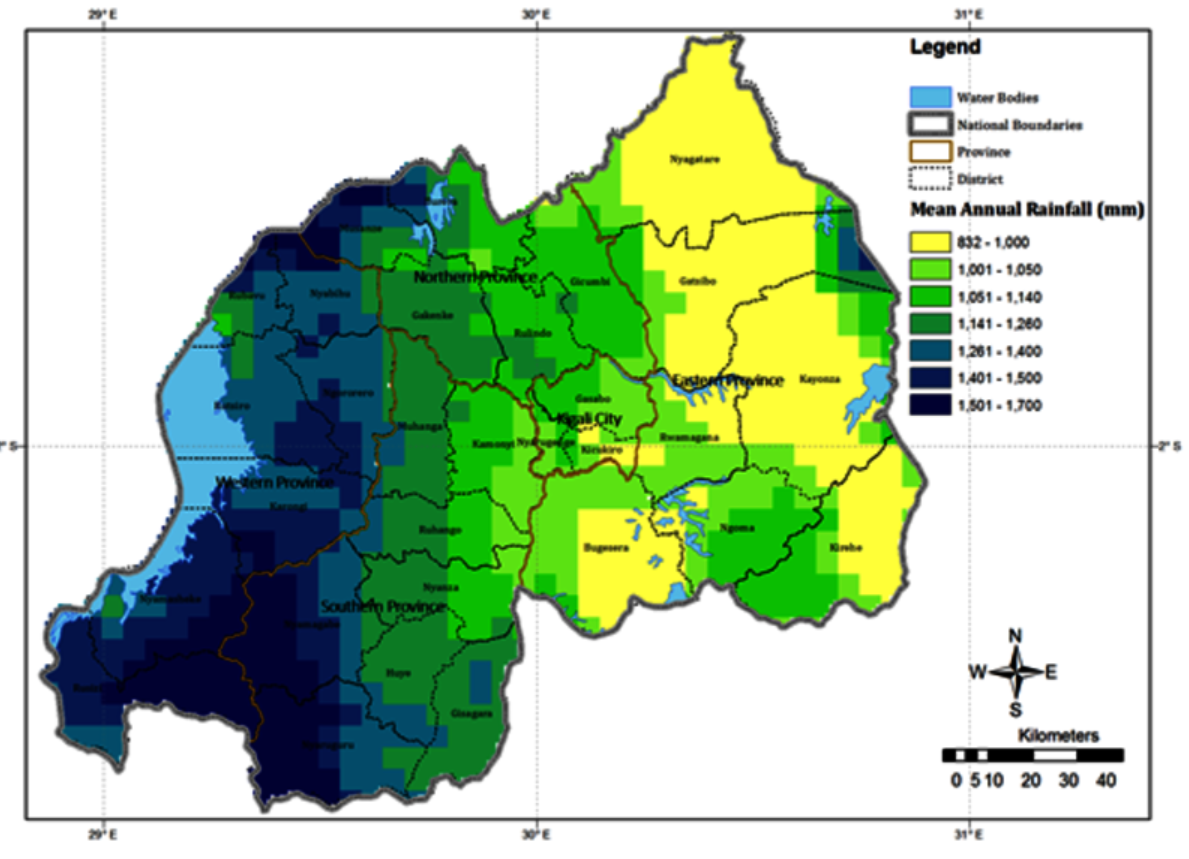 29° E 30° E 31° E
Legend
Water Bodies
National Boundaries
Province
District
Mean Annual Rainfall (mm)
832 - 1,000
1,001 - 1,050
1,051 - 1,140
1,141 - 1,260
1,261 - 1,400
1,401 - 1,500
1,501 - 1,700
Nyagatare
Burera
Musanze
Northern Province
Gicumbi
Gatsibo
Rubavu
Nyabihu
Gakenke
Rulindo
Eastern Province
Kayonza
Rutsiro
Ngororero
Gasabo
Kigali City
Muhanga
Kamonyi
Nyarugenge
Kicukiro
Rwamagana
° S
2° S
Western Province
Karongi
Ruhango
Bugesera
Ngoma
Kirehe
Nyamasheke
Nyanza
Southern Province
Nyamagabe
Rusizi
Huye
Gisagara
Nyaruguru
N
W E
S
Kilometers
0 5 10 20 30 40
29° E 30° E 31° E